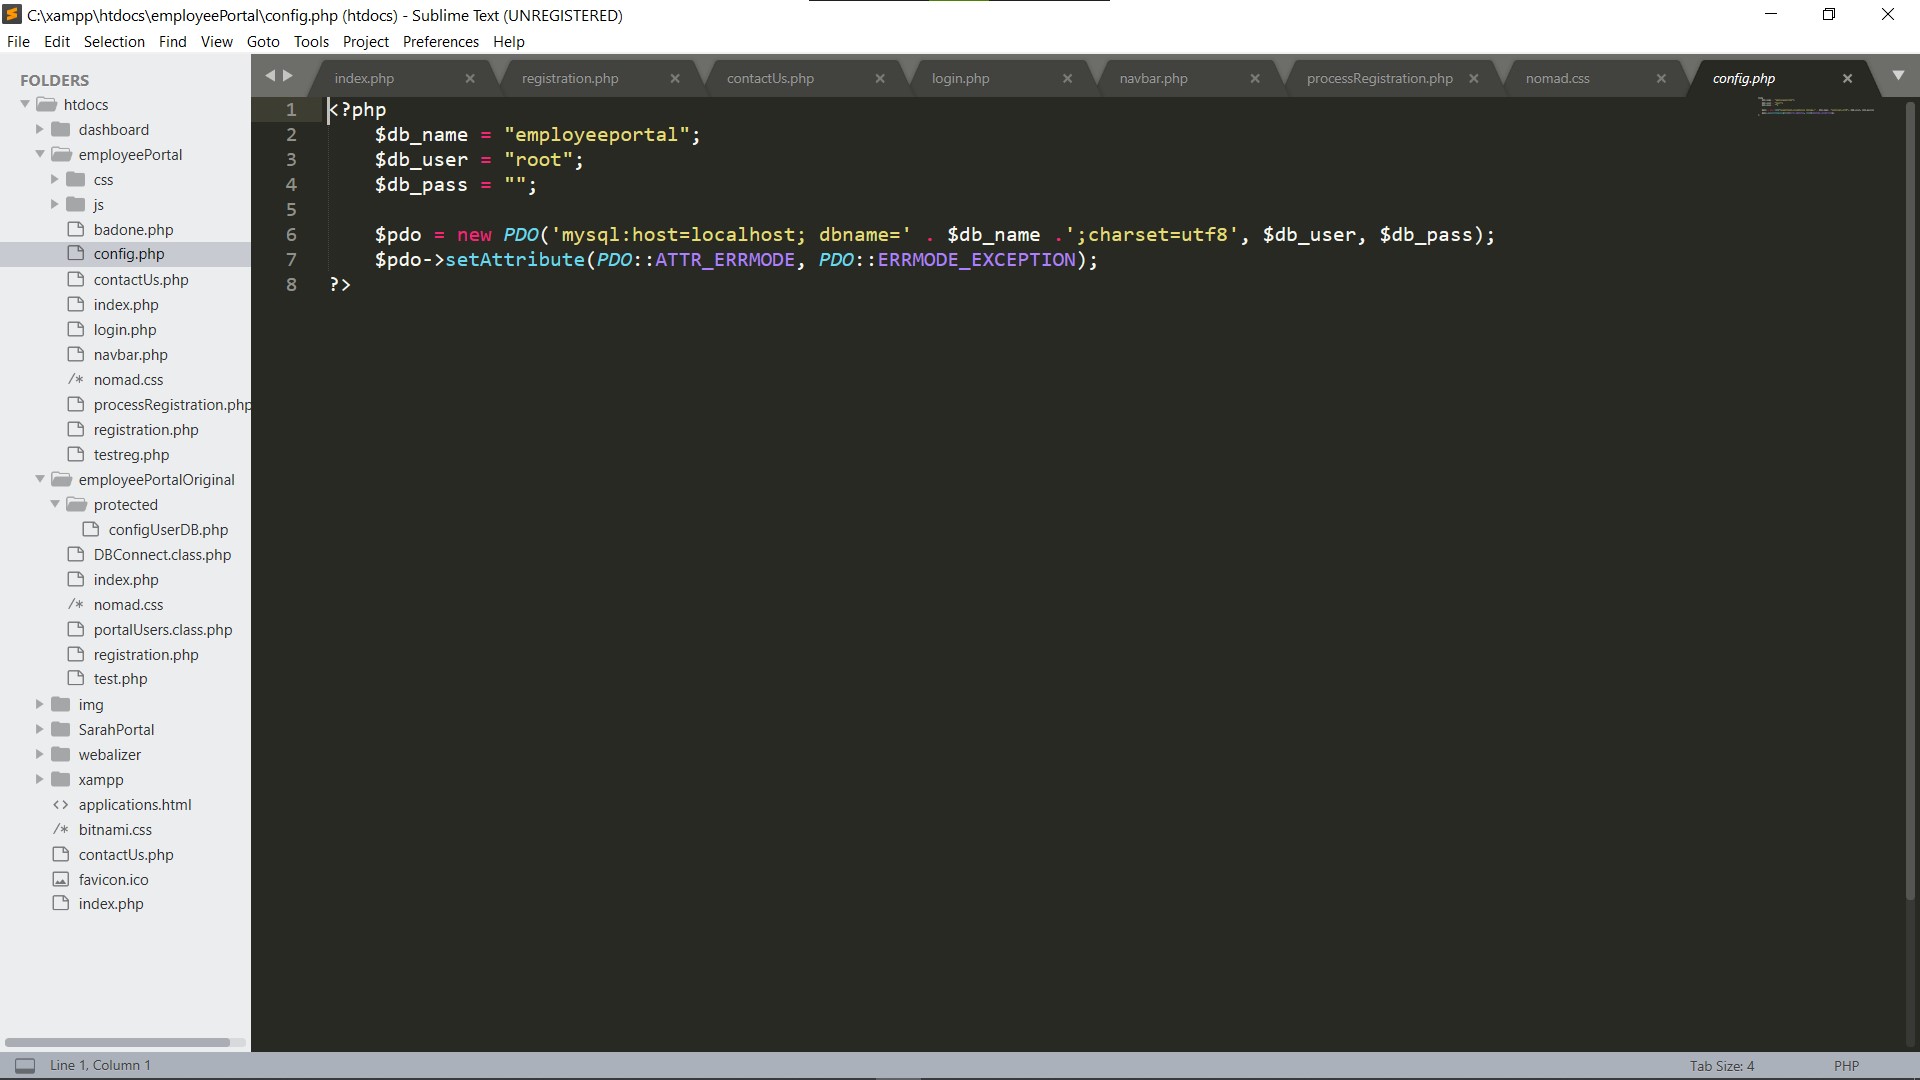 C:\xampp\htdocs\employeePortal\config.php (htdocs) - Sublime Text (UNREGISTERED)
File Edit Selection Find View Goto Tools Project Preferences Help
FOLDERS
htdocs
dashboard
employeePortal
css
js
badone.php
config.php
contactUs.php
index.php
login.php
navbar.php
/* nomad.css
processRegistration.php
registration.php
testreg.php
employeePortalOriginal
protected
configUserDB.php
DBConnect.class.php
index.php
/* nomad.css
portalUsers.class.php
registration.php
test.php
img
SarahPortal
webalizer
xampp
<> applications.html
/* bitnami.css
contactUs.php
favicon.ico
index.php
index.php registration.php contactUs.php login.php navbar.php processRegistration.php nomad.css config.php
1 <?php
2 $db_name = "employeeportal";
3 $db_user = "root";
4 $db_pass = "";
5
6 $pdo = new PDO('mysql:host=localhost; dbname=' . $db_name .';charset=utf8', $db_user, $db_pass);
7 $pdo->setAttribute(PDO::ATTR_ERRMODE, PDO::ERRMODE_EXCEPTION);
8 ?>
Line 1, Column 1 Tab Size: 4 PHP